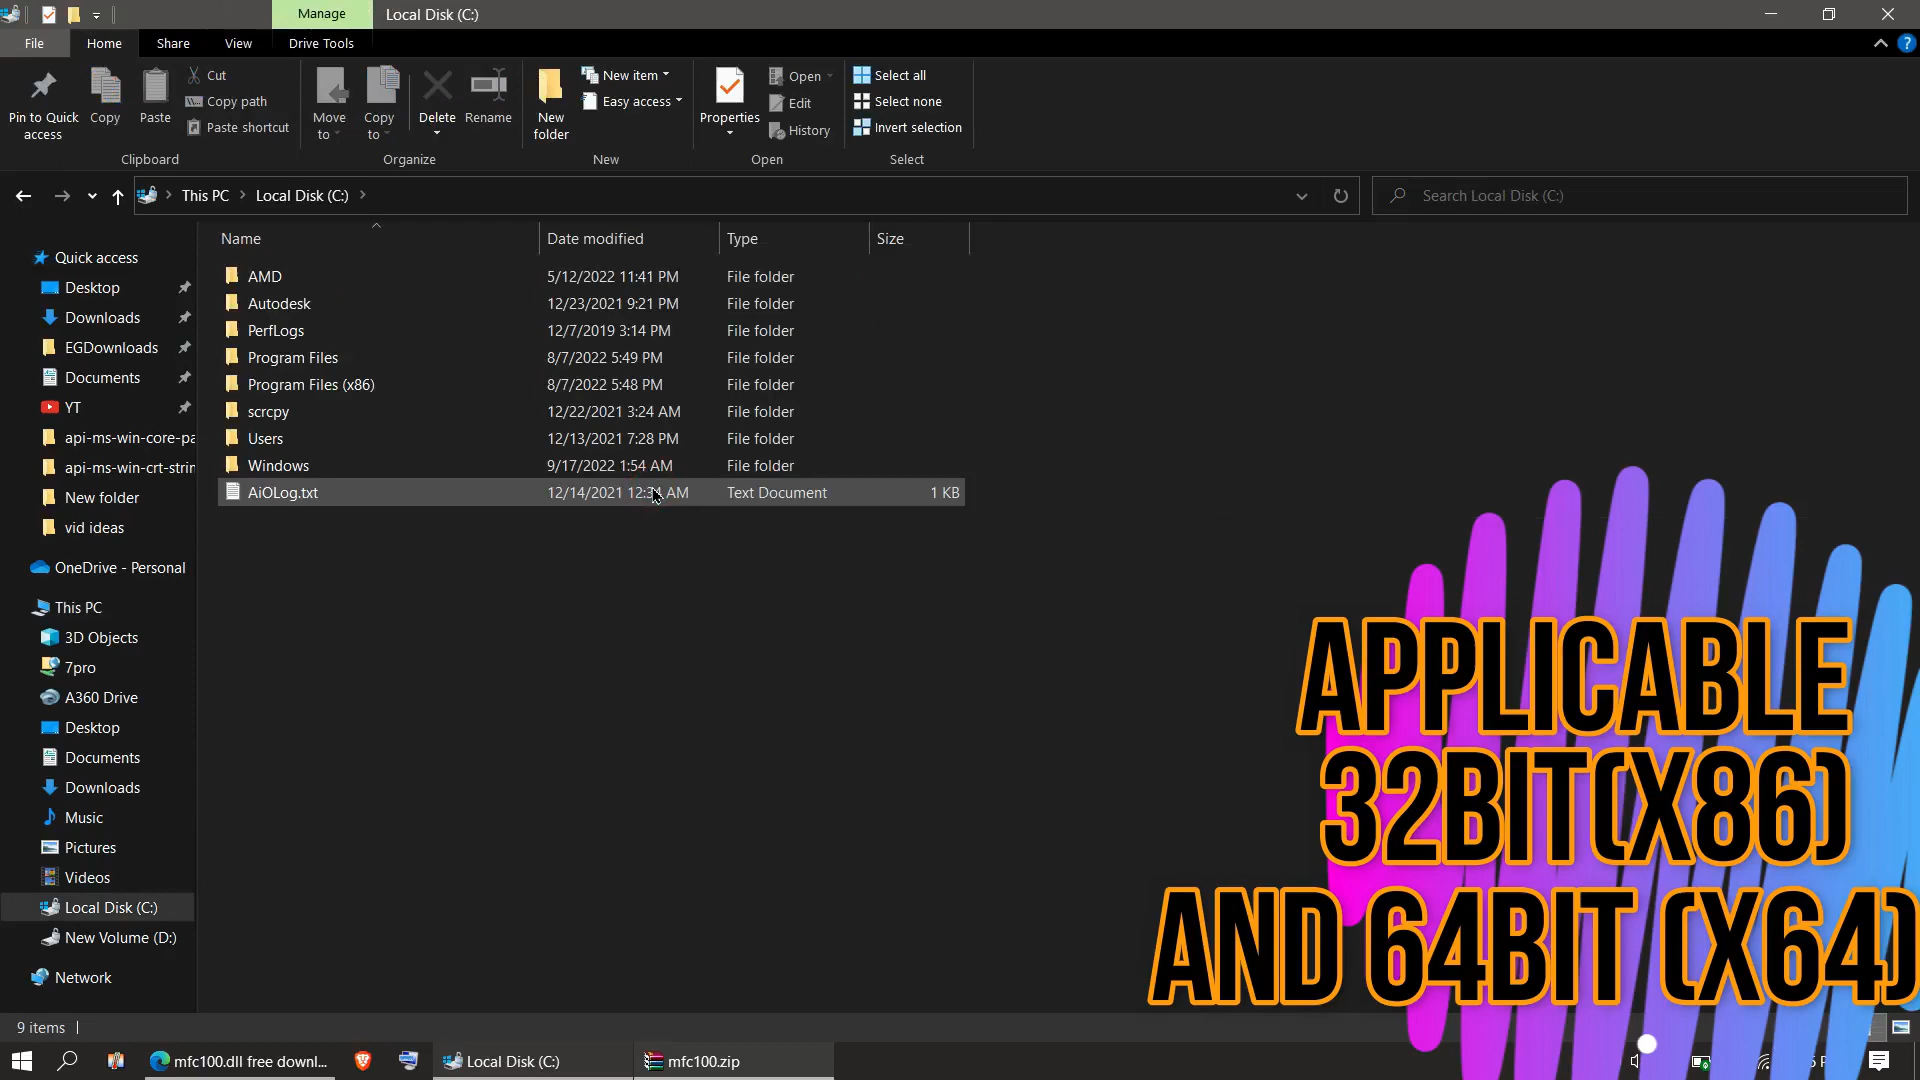 Manage
Local Disk (C:)
File
Home
Share
View
Drive Tools
Pin to Quick access
Copy
Paste
Cut
Copy path
Paste shortcut
Clipboard
Move to
Copy to
Delete
Rename
Organize
New folder
New item
Easy access
New
Properties
Open
Edit
History
Open
Select all
Select none
Invert selection
Select
This PC
Local Disk (C:)
Search Local Disk (C:)
Name Date modified Type Size
AMD 5/12/2022 11:41 PM File folder
Autodesk 12/23/2021 9:21 PM File folder
PerfLogs 12/7/2019 3:14 PM File folder
Program Files 8/7/2022 5:49 PM File folder
Program Files (x86) 8/7/2022 5:48 PM File folder
scrcpy 12/22/2021 3:24 AM File folder
Users 12/13/2021 7:28 PM File folder
Windows 9/17/2022 1:54 AM File folder
AiOLog.txt 12/14/2021 AM Text Document 1 KB
Quick access
Desktop
Downloads
EGDownloads
Documents
YT
api-ms-win-core-pa
api-ms-win-crt-strin
New folder
vid ideas
OneDrive - Personal
This PC
3D Objects
7pro
A360 Drive
Desktop
Documents
Downloads
Music
Pictures
Videos
Local Disk (C:)
New Volume (D:)
Network
APPLICABLE
32BIT(X86)
AND 64BIT (X64)
9 items
mfc100.dll free downl...
Local Disk (C:)
mfc100.zip